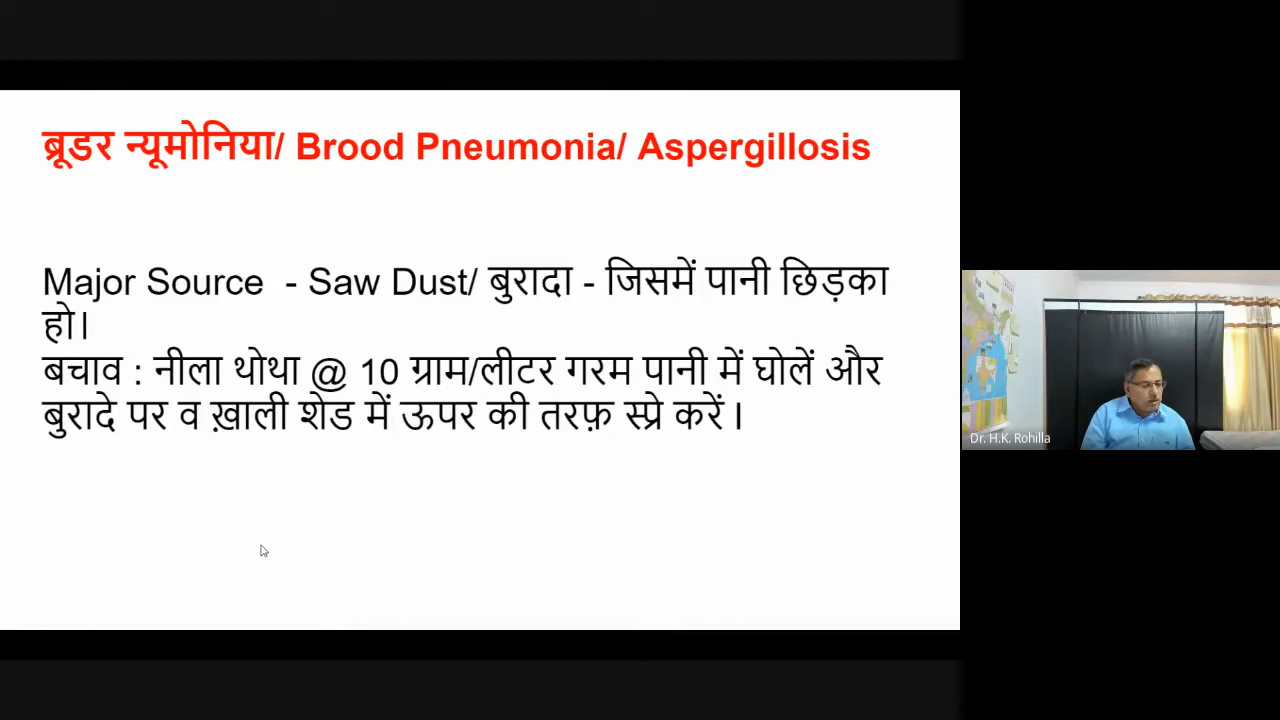 ब्रूडर न्यूमोनिया/ Brood Pneumonia/ Aspergillosis
Major Source - Saw Dust/ बुरादा - जिसमें पानी छिड़का
हो।
बचाव : नीला थोथा @ 10 ग्राम/लीटर गरम पानी में घोलें और
बुरादे पर व ख़ाली शेड में ऊपर की तरफ़ स्प्रे करें I
Dr. H.K. Rohilla